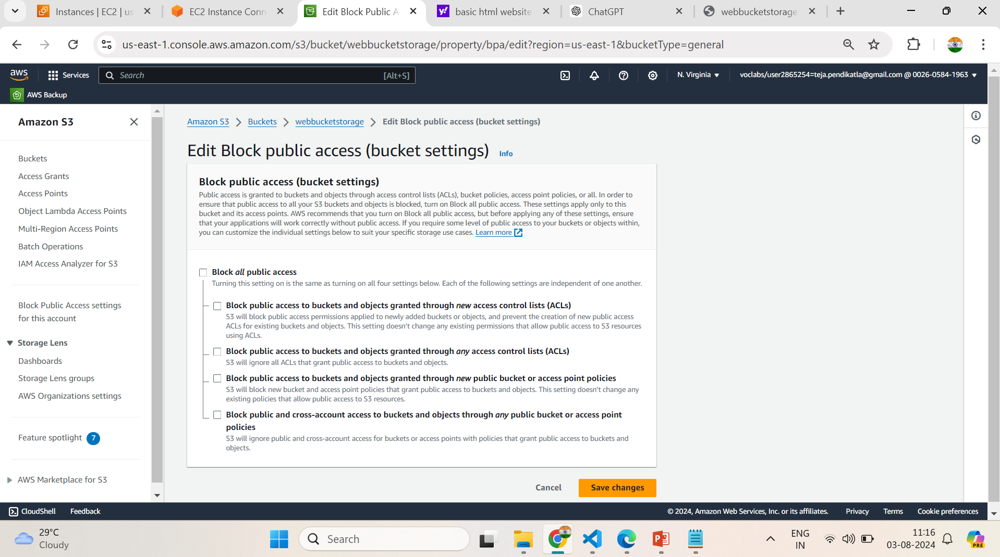 Instances | EC2 | us
EC2 Instance Conn
Edit Block Public A
basic html website
ChatGPT
webbucketstorage.
us-east-1.console.aws.amazon.com/s3/bucket/webbucketstorage/property/bpa/edit?region=us-east-1&bucketType=general
aws
Services
Search
[Alt+S]
N. Virginia
voclabs/user2865254=teja.pendikatla@gmail.com @ 0026-0584-1963
AWS Backup
Amazon S3
Buckets
Access Grants
Access Points
Object Lambda Access Points
Multi-Region Access Points
Batch Operations
IAM Access Analyzer for S3
Block Public Access settings
for this account
Storage Lens
Dashboards
Storage Lens groups
AWS Organizations settings
Feature spotlight 7
AWS Marketplace for S3
Amazon S3 > Buckets > webbucketstorage > Edit Block public access (bucket settings)
Edit Block public access (bucket settings) Info
Block public access (bucket settings)
Public access is granted to buckets and objects through access control lists (ACLs), bucket policies, access point policies, or all. In order to
ensure that public access to all your S3 buckets and objects is blocked, turn on Block all public access. These settings apply only to this
bucket and its access points. AWS recommends that you turn on Block all public access, but before applying any of these settings, ensure
that your applications will work correctly without public access. If you require some level of public access to your buckets or objects within,
you can customize the individual settings below to suit your specific storage use cases. Learn more
Block all public access
Turning this setting on is the same as turning on all four settings below. Each of the following settings are independent of one another.
Block public access to buckets and objects granted through new access control lists (ACLs)
S3 will block public access permissions applied to newly added buckets or objects, and prevent the creation of new public access
ACLs for existing buckets and objects. This setting doesn't change any existing permissions that allow public access to S3 resources
using ACLs.
Block public access to buckets and objects granted through any access control lists (ACLs)
S3 will ignore all ACLs that grant public access to buckets and objects.
Block public access to buckets and objects granted through new public bucket or access point policies
S3 will block new bucket and access point policies that grant public access to buckets and objects. This setting doesn't change any
existing policies that allow public access to S3 resources.
Block public and cross-account access to buckets and objects through any public bucket or access point
policies
S3 will ignore public and cross-account access for buckets or access points with policies that grant public access to buckets and
objects.
Cancel
Save changes
CloudShell
Feedback
© 2024, Amazon Web Services, Inc. or its affiliates.
Privacy
Terms
Cookie preferences
29°C
Cloudy
Search
ENG
IN
11:16
03-08-2024
PRE